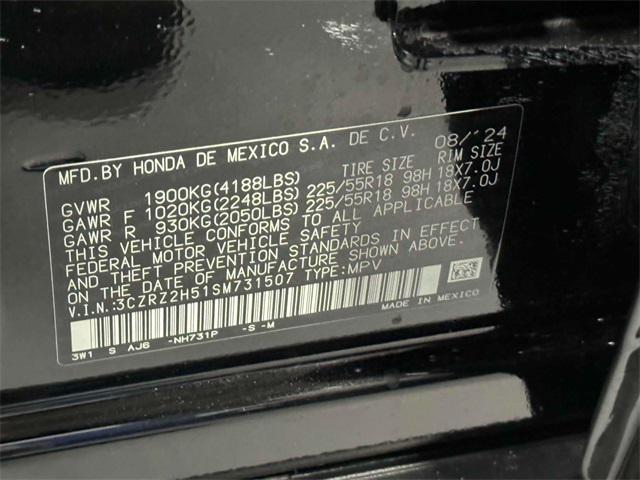 MFD.BY HONDA DE MEXICO S.A. DE C.V. 08/'24
TIRE SIZE RIM SIZE
GVWR 1900KG(4188LBS)
GAWR F 1020KG(2248LBS) 225/55R18 98H 18X7.0J
GAWR R 930KG(2050LBS) 225/55R18 98H 18X7.0J
THIS VEHICLE CONFORMS TO ALL APPLICABLE
FEDERAL MOTOR VEHICLE SAFETY
AND THEFT PREVENTION STANDARDS IN EFFECT
ON THE DATE OF MANUFACTURE SHOWN ABOVE.
V.I.N.:3CZRZ2H51SM731507 TYPE:MPV
MADE IN MEXICO
3W1 S AJ6 -NH731P -S -M